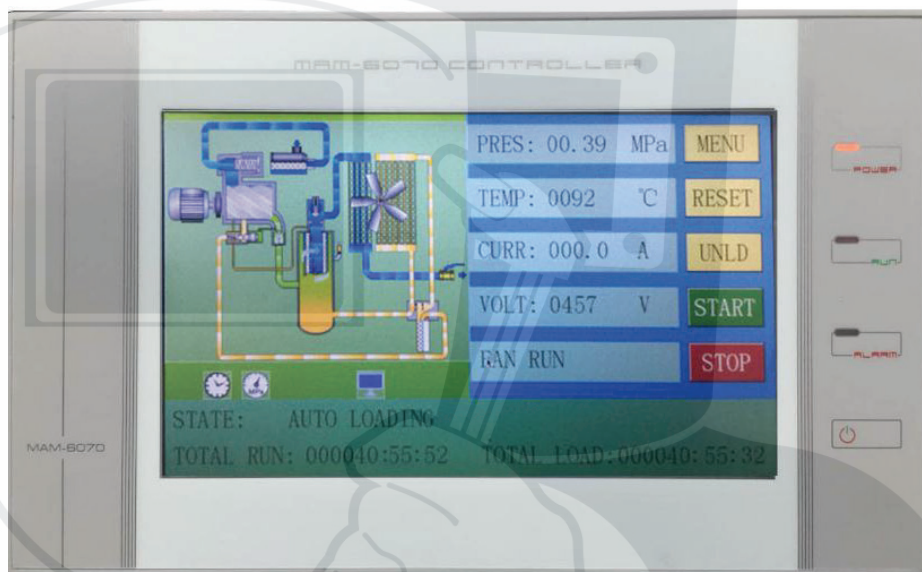 MAM-6070 CONTROLLER
PRES: 00.39 MPa MENU
TEMP: 0092 ℃ RESET
CURR: 000.0 A UNLD
VOLT: 0457 V START
FAN RUN STOP
STATE: AUTO LOADING
TOTAL RUN: 000040:55:52 TOTAL LOAD:000040:55:32
MAM-6070
POWER
RUN
ALARM